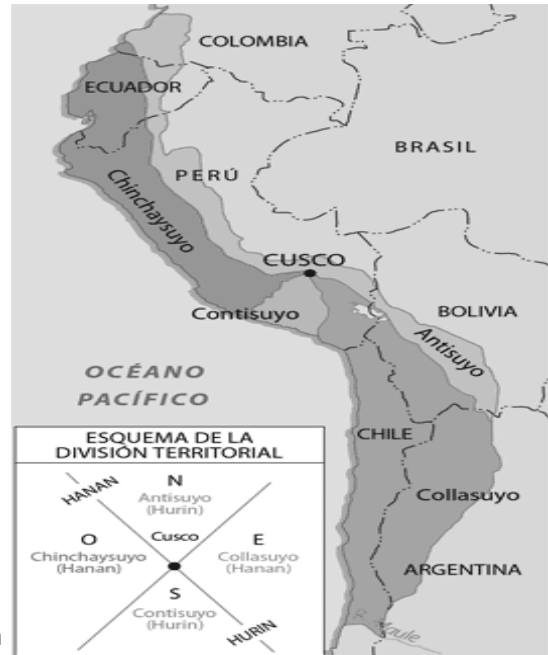 COLOMBIA
ECUADOR
BRASIL
PERÚ
Chinchaysuyo
CUSCO
BOLIVIA
Contisuyo
Antisuyo
OCÉANO
PACÍFICO
CHILE
Collasuyo
ARGENTINA
ESQUEMA DE LA
DIVISIÓN TERRITORIAL
HANAN
N
Antisuyo
(Hurin)
Cusco
O
Chinchaysuyo
(Hanan)
E
Collasuyo
(Hanan)
S
Contisuyo
(Hurin)
HURIN
R. Maule